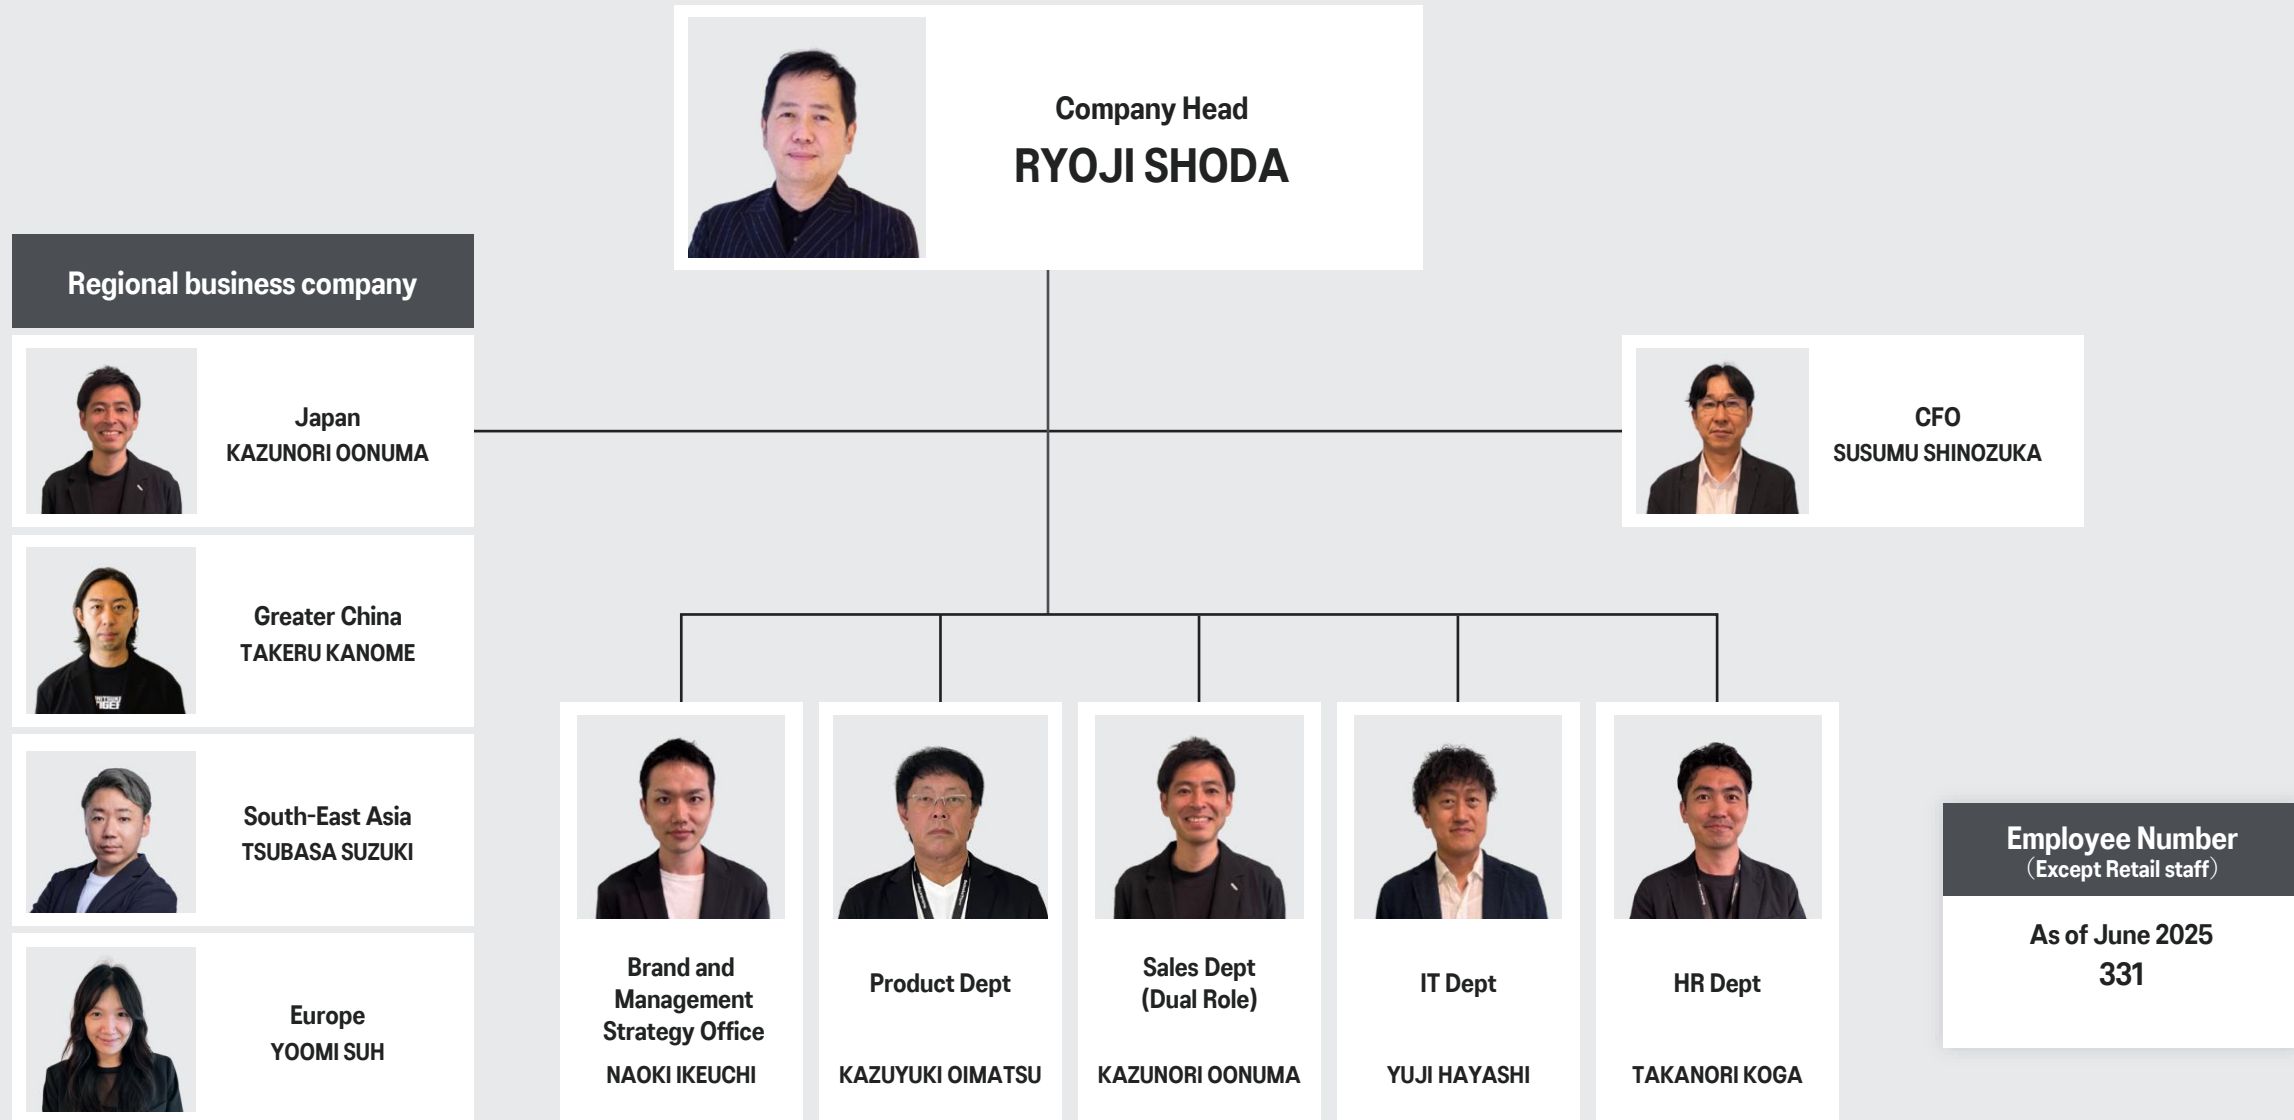 Company Head
RYOJI SHODA
Regional business company
Japan
KAZUNORI OONUMA
CFO
SUSUMU SHINOZUKA
Greater China
TAKERU KANOME
South-East Asia
TSUBASA SUZUKI
Europe
YOOMI SUH
Brand and
Management
Strategy Office
NAOKI IKEUCHI
Product Dept
KAZUYUKI OIMATSU
Sales Dept
(Dual Role)
KAZUNORI OONUMA
IT Dept
YUJI HAYASHI
HR Dept
TAKANORI KOGA
Employee Number
（Except Retail staff）
As of June 2025
331